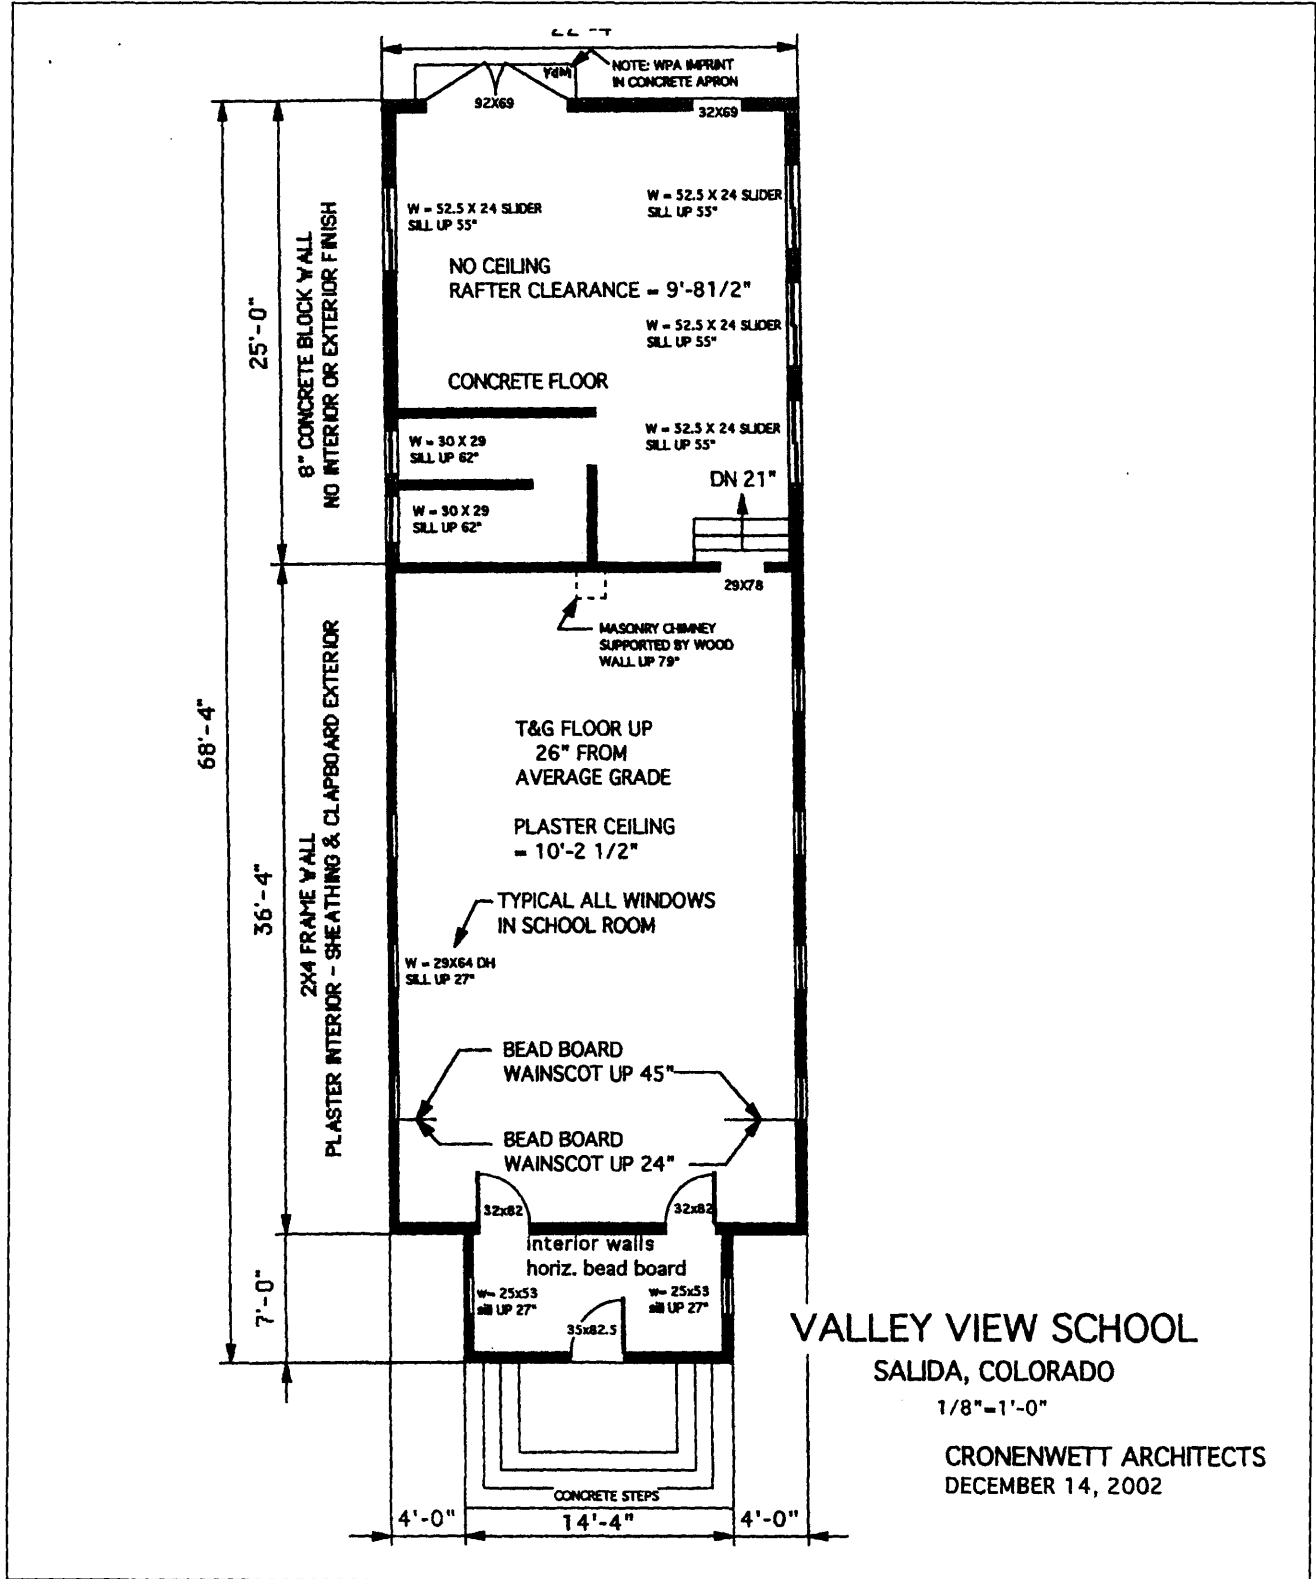 22'-4"
NOTE: WPA IMPRINT
IN CONCRETE APRON
WPA
92X69
32X69
W = 52.5 X 24 SLIDER
SILL UP 55"
W = 52.5 X 24 SLIDER
SILL UP 55"
NO CEILING
RAFTER CLEARANCE = 9'-81/2"
W = 52.5 X 24 SLIDER
SILL UP 55"
CONCRETE FLOOR
W = 52.5 X 24 SLIDER
SILL UP 55"
W = 30 X 29
SILL UP 62"
DN 21"
W = 30 X 29
SILL UP 62"
25'-0"
8" CONCRETE BLOCK WALL
NO INTERIOR OR EXTERIOR FINISH
29X78
MASONRY CHIMNEY
SUPPORTED BY WOOD
WALL UP 79"
68'-4"
36'-4"
2X4 FRAME WALL
PLASTER INTERIOR - SHEATHING & CLAPBOARD EXTERIOR
T&G FLOOR UP
26" FROM
AVERAGE GRADE
PLASTER CEILING
= 10'-2 1/2"
TYPICAL ALL WINDOWS
IN SCHOOL ROOM
W = 29X64 DH
SILL UP 27"
BEAD BOARD
WAINSCOT UP 45"
BEAD BOARD
WAINSCOT UP 24"
32x82
32x82
interior walls
horiz. bead board
w= 25x53
sill UP 27"
w= 25x53
sill UP 27"
35x82.5
7'-0"
CONCRETE STEPS
4'-0"
14'-4"
4'-0"
VALLEY VIEW SCHOOL
SALIDA, COLORADO
1/8"=1'-0"
CRONENWETT ARCHITECTS
DECEMBER 14, 2002